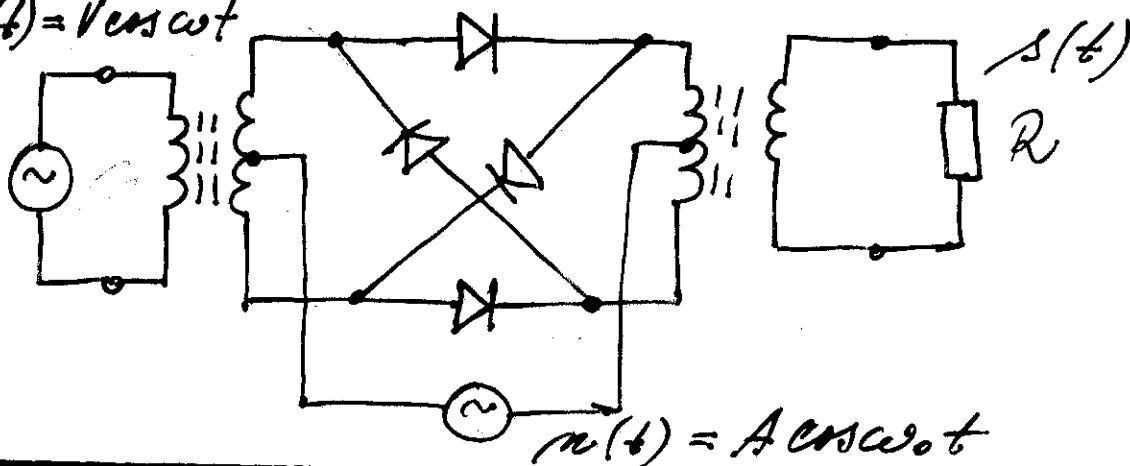 (t) = V cos ωt
s(t)
R
n(t) = A cos ω₀t